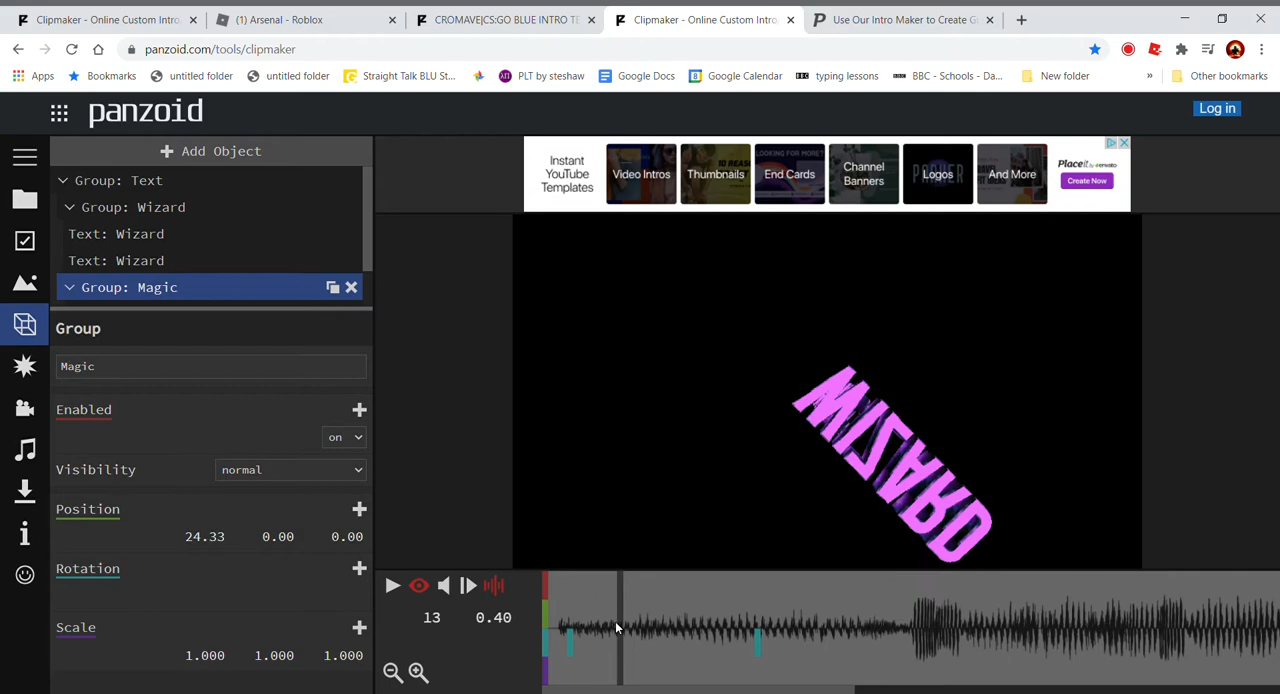 Clipmaker - Online Custom Intro.
(1) Arsenal - Roblox
CROMAVE|CS:GO BLUE INTRO TE
Clipmaker - Online Custom Intro.
Use Our Intro Maker to Create G
panzoid.com/tools/clipmaker
Apps
Bookmarks
untitled folder
untitled folder
Straight Talk BLU St...
PLT by steshaw
Google Docs
Google Calendar
BBC
typing lessons
BBC - Schools - Da...
New folder
»
Other bookmarks
panzoid
Log in
Add Object
Group: Text
Group: Wizard
Text: Wizard
Text: Wizard
Group: Magic
Group
Magic
Enabled
on
Visibility
normal
Position
24.33 0.00 0.00
Rotation
Scale
1.000 1.000 1.000
Instant
YouTube
Templates
Video Intros
Thumbnails
LOOKING FOR MORE?
End Cards
Channel
Banners
Logos
And More
Placeit by envato
Create Now
WIZARD
13 0.40